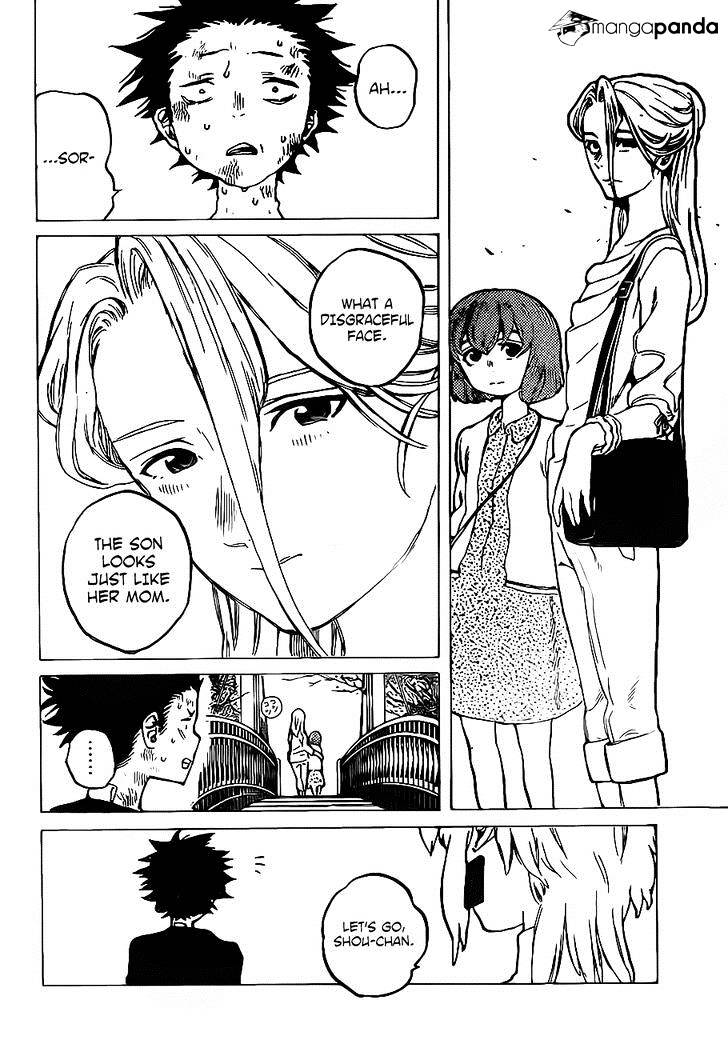 mangapanda
AH...
...SOR-
WHAT A
DISGRACEFUL
FACE.
THE SON
LOOKS
JUST LIKE
HER MOM.
......
LET'S GO,
SHOU-CHAN.